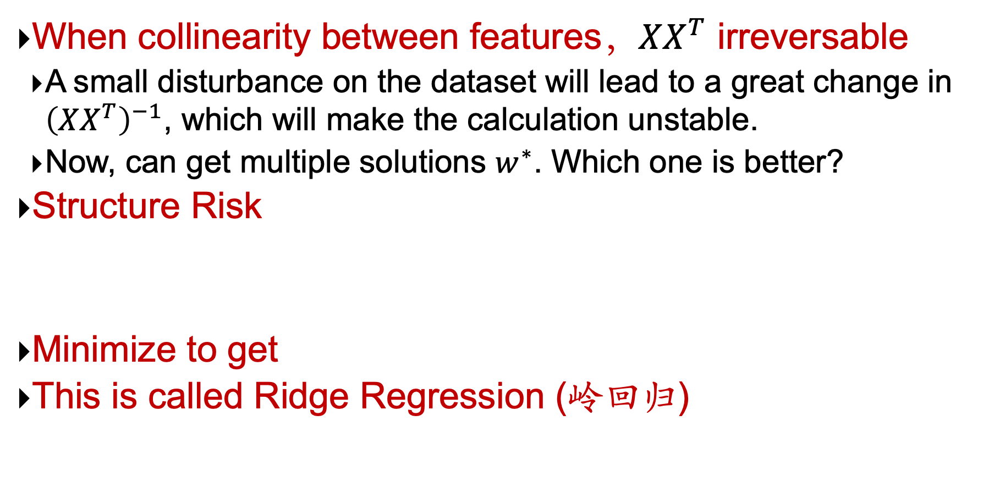 ▸When collinearity between features， XX^T irreversable
▸A small disturbance on the dataset will lead to a great change in
(XX^T)^{-1}, which will make the calculation unstable.
▸Now, can get multiple solutions w*. Which one is better?
▸Structure Risk
▸Minimize to get
▸This is called Ridge Regression (岭回归)